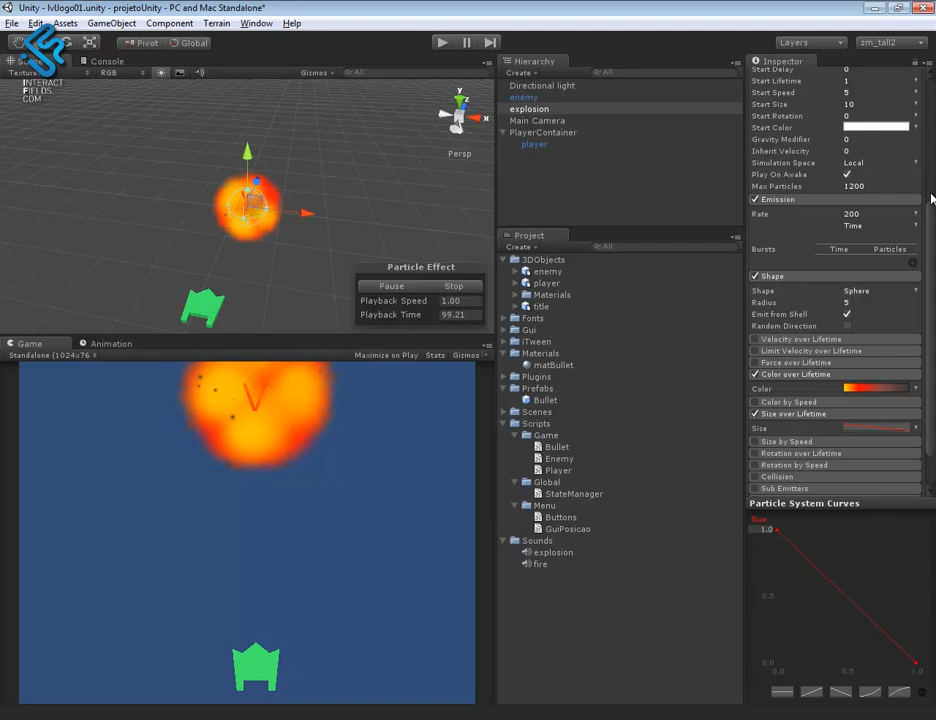 Unity - lvlJogo01.unity - projetoUnity - PC and Mac Standalone*
File Edit Assets GameObject Component Terrain Window Help
Pivot Global Layers zm_tall2
INTERACT
FIELDS.
COM
Console
RGB Gizmos All
y
z
x
Persp
Particle Effect
Pause Stop
Playback Speed 1.00
Playback Time 99.21
Game Animation
Standalone (1024x76 Maximize on Play Stats Gizmos
Hierarchy
Create All
Directional light
enemy
explosion
Main Camera
PlayerContainer
player
Project
Create All
3DObjects
enemy
player
Materials
title
Fonts
Gui
iTween
Materials
matBullet
Plugins
Prefabs
Bullet
Scenes
Scripts
Game
Bullet
Enemy
Player
Global
StateManager
Menu
Buttons
GuiPosicao
Sounds
explosion
fire
Inspector
Start Delay 0
Start Lifetime 1
Start Speed 5
Start Size 10
Start Rotation 0
Start Color
Gravity Modifier 0
Inherit Velocity 0
Simulation Space Local
Play On Awake
Max Particles 1200
Emission
Rate 200
Time
Bursts Time Particles
Shape
Shape Sphere
Radius 5
Emit from Shell
Random Direction
Velocity over Lifetime
Limit Velocity over Lifetime
Force over Lifetime
Color over Lifetime
Color
Color by Speed
Size over Lifetime
Size
Size by Speed
Rotation over Lifetime
Rotation by Speed
Collision
Sub Emitters
Particle System Curves
Size
1.0
0.5
0.0
0.0 0.5 1.0